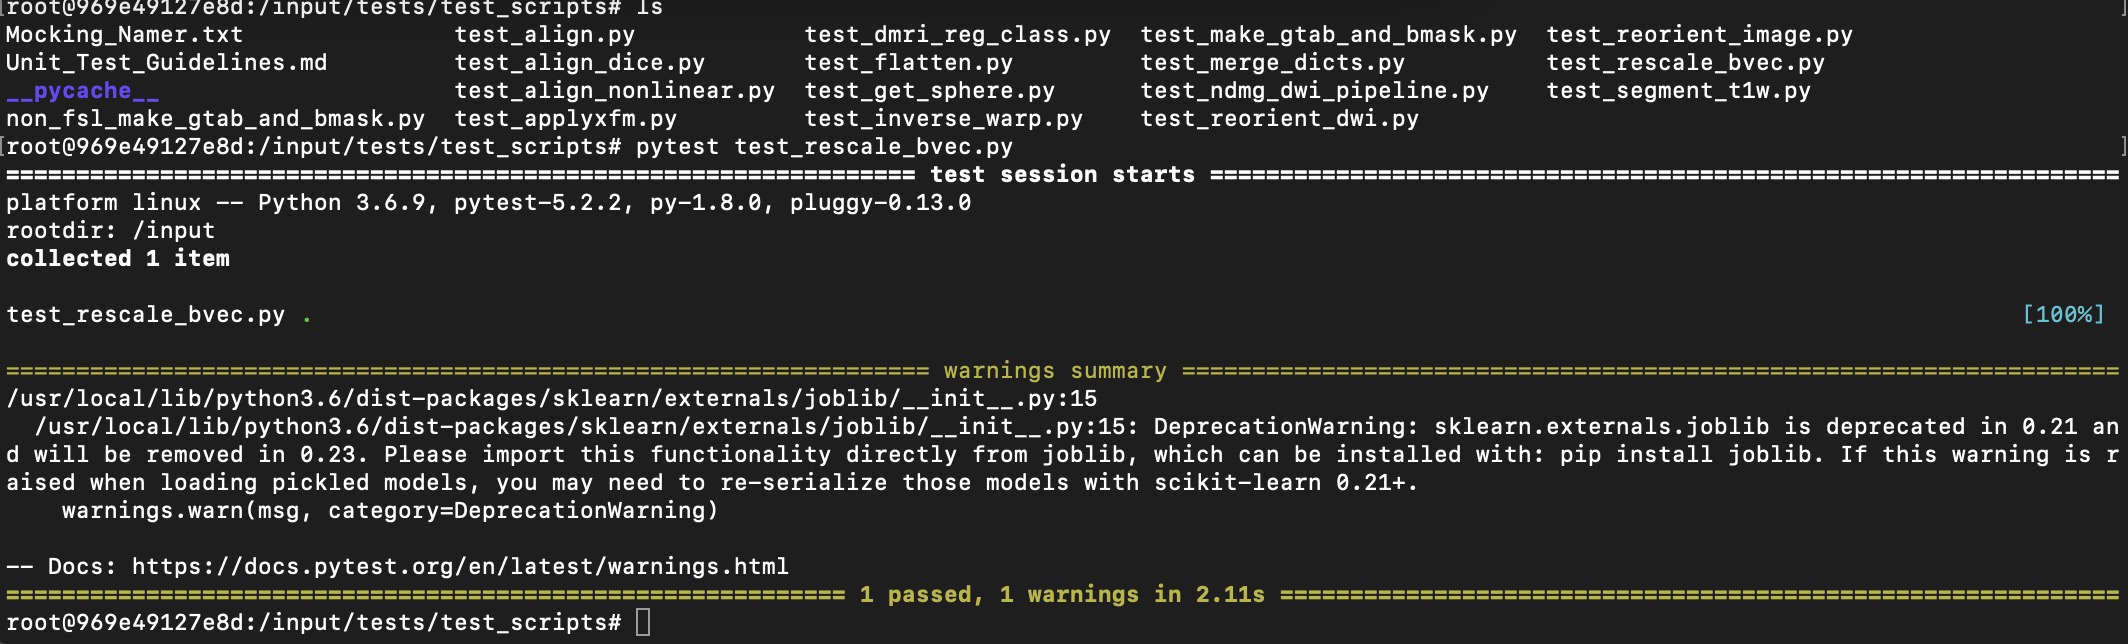 [root@969e49127e8d:/input/tests/test_scripts# ls ]
Mocking_Namer.txt test_align.py test_dmri_reg_class.py test_make_gtab_and_bmask.py test_reorient_image.py
Unit_Test_Guidelines.md test_align_dice.py test_flatten.py test_merge_dicts.py test_rescale_bvec.py
__pycache__ test_align_nonlinear.py test_get_sphere.py test_ndmg_dwi_pipeline.py test_segment_t1w.py
non_fsl_make_gtab_and_bmask.py test_applyxfm.py test_inverse_warp.py test_reorient_dwi.py
[root@969e49127e8d:/input/tests/test_scripts# pytest test_rescale_bvec.py ]
================================================================= test session starts =================================================================
platform linux -- Python 3.6.9, pytest-5.2.2, py-1.8.0, pluggy-0.13.0
rootdir: /input
collected 1 item

test_rescale_bvec.py . [100%]

================================================================== warnings summary ===================================================================
/usr/local/lib/python3.6/dist-packages/sklearn/externals/joblib/__init__.py:15
  /usr/local/lib/python3.6/dist-packages/sklearn/externals/joblib/__init__.py:15: DeprecationWarning: sklearn.externals.joblib is deprecated in 0.21 an
d will be removed in 0.23. Please import this functionality directly from joblib, which can be installed with: pip install joblib. If this warning is r
aised when loading pickled models, you may need to re-serialize those models with scikit-learn 0.21+.
    warnings.warn(msg, category=DeprecationWarning)

-- Docs: https://docs.pytest.org/en/latest/warnings.html
============================================================ 1 passed, 1 warnings in 2.11s ============================================================
root@969e49127e8d:/input/tests/test_scripts#